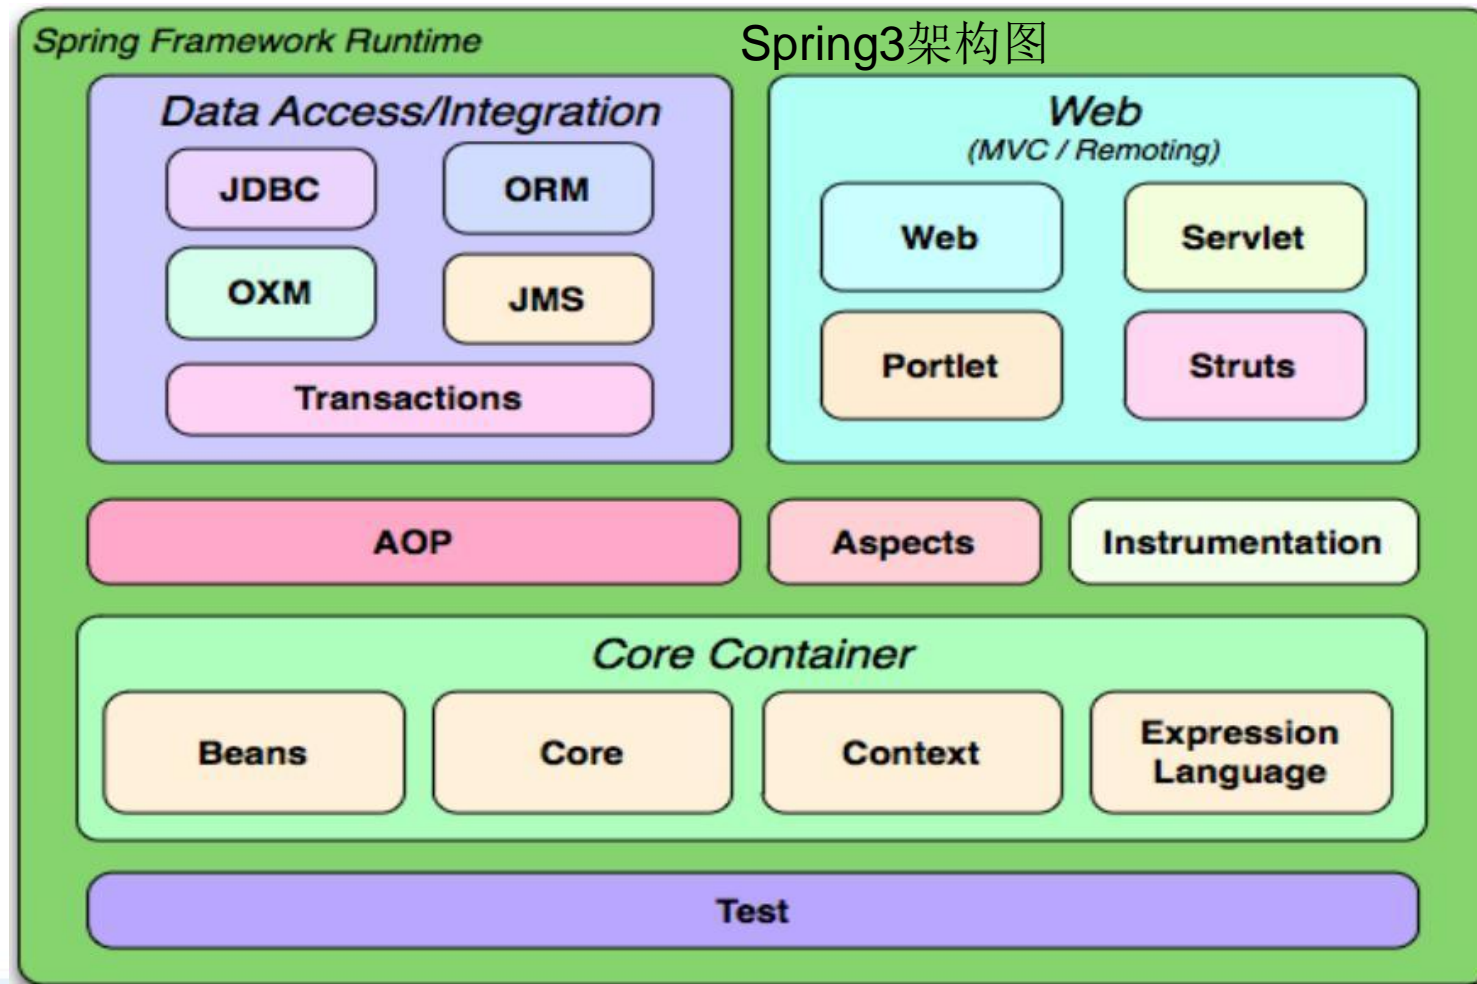 Spring Framework Runtime
Spring3架构图
Data Access/Integration
JDBC
ORM
OXM
JMS
Transactions
Web
(MVC / Remoting)
Web
Servlet
Portlet
Struts
AOP
Aspects
Instrumentation
Core Container
Beans
Core
Context
Expression
Language
Test